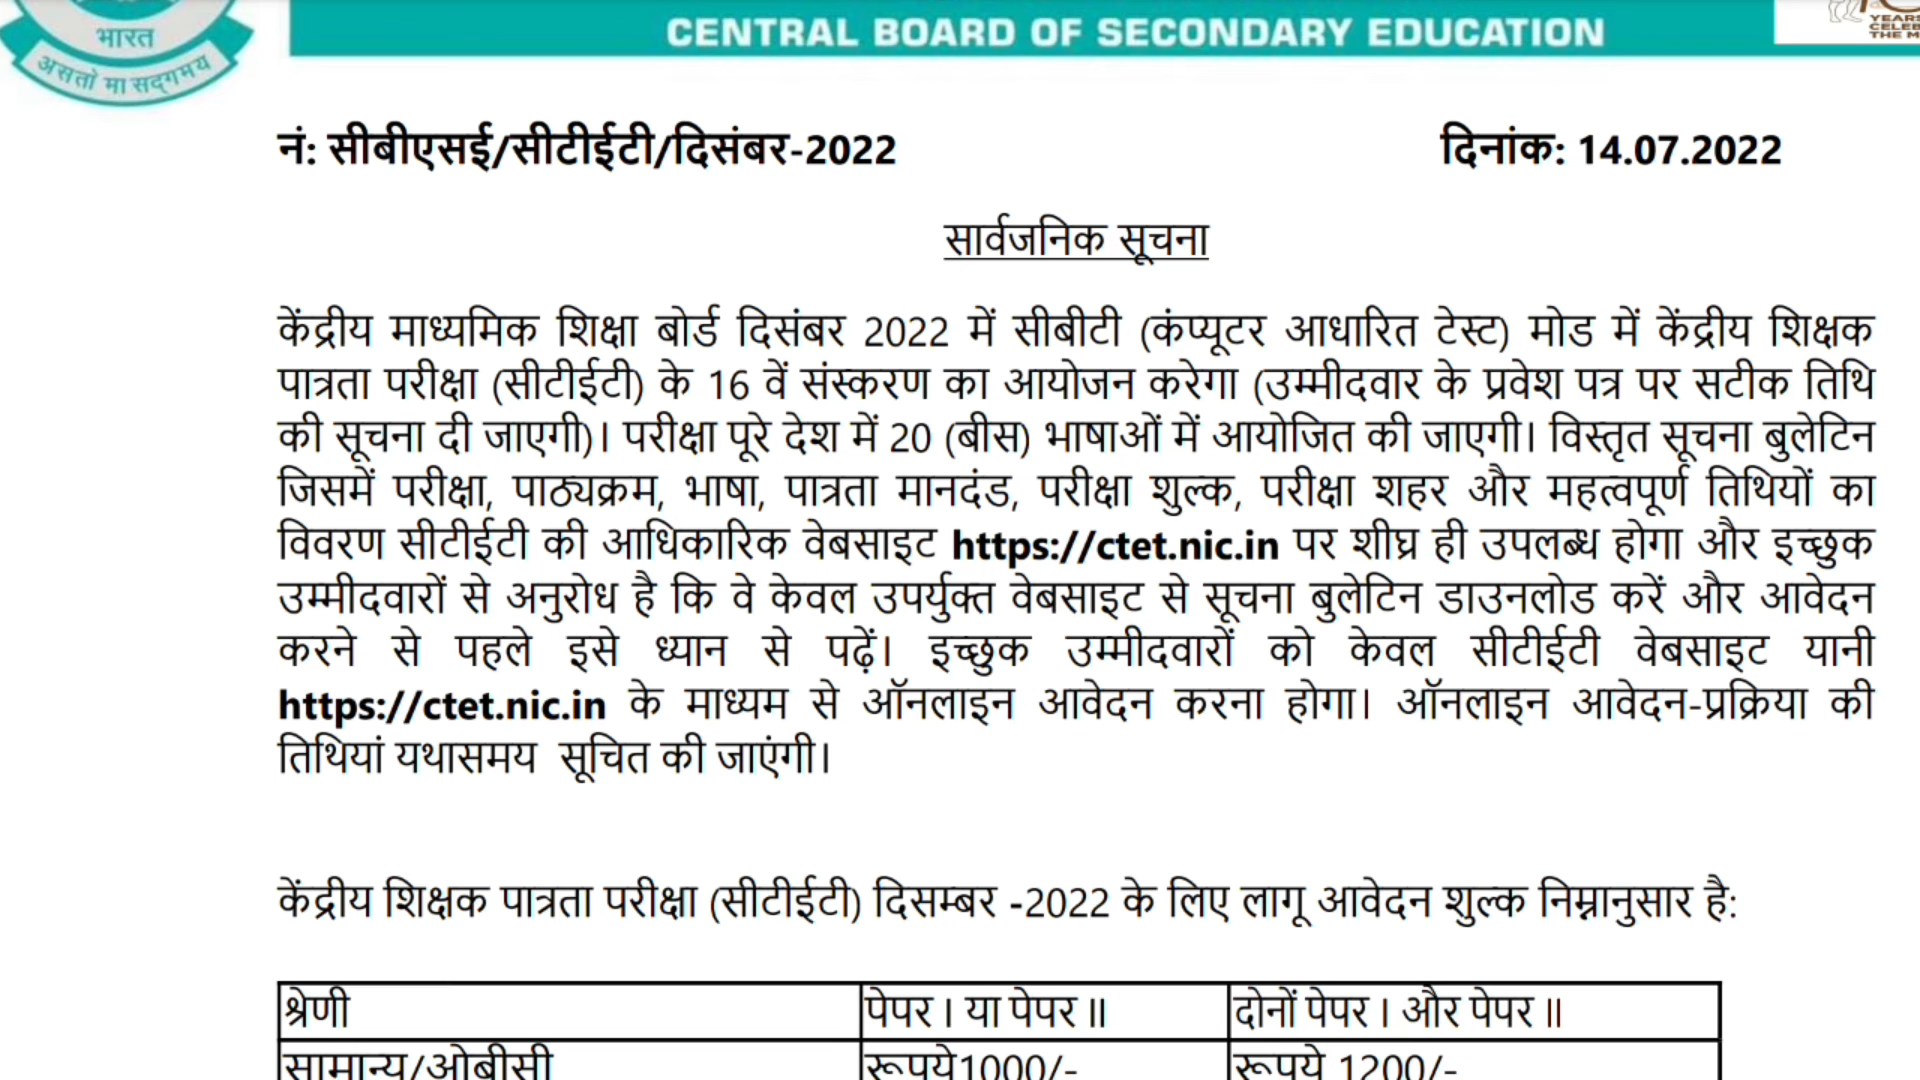 भारत
असतो मा सद्गमय
CENTRAL BOARD OF SECONDARY EDUCATION
YEARS
CELEB
THE M
नं: सीबीएसई/सीटीईटी/दिसंबर-2022 दिनांक: 14.07.2022
सार्वजनिक सूचना
केंद्रीय माध्यमिक शिक्षा बोर्ड दिसंबर 2022 में सीबीटी (कंप्यूटर आधारित टेस्ट) मोड में केंद्रीय शिक्षक
पात्रता परीक्षा (सीटीईटी) के 16 वें संस्करण का आयोजन करेगा (उम्मीदवार के प्रवेश पत्र पर सटीक तिथि
की सूचना दी जाएगी)। परीक्षा पूरे देश में 20 (बीस) भाषाओं में आयोजित की जाएगी। विस्तृत सूचना बुलेटिन
जिसमें परीक्षा, पाठ्यक्रम, भाषा, पात्रता मानदंड, परीक्षा शुल्क, परीक्षा शहर और महत्वपूर्ण तिथियों का
विवरण सीटीईटी की आधिकारिक वेबसाइट https://ctet.nic.in पर शीघ्र ही उपलब्ध होगा और इच्छुक
उम्मीदवारों से अनुरोध है कि वे केवल उपर्युक्त वेबसाइट से सूचना बुलेटिन डाउनलोड करें और आवेदन
करने से पहले इसे ध्यान से पढ़ें। इच्छुक उम्मीदवारों को केवल सीटीईटी वेबसाइट यानी
https://ctet.nic.in के माध्यम से ऑनलाइन आवेदन करना होगा। ऑनलाइन आवेदन-प्रक्रिया की
तिथियां यथासमय सूचित की जाएंगी।
केंद्रीय शिक्षक पात्रता परीक्षा (सीटीईटी) दिसम्बर -2022 के लिए लागू आवेदन शुल्क निम्नानुसार है:
श्रेणी पेपर । या पेपर ॥ दोनों पेपर । और पेपर ॥
सामान्य/ओबीसी रूपये1000/- रूपये 1200/-